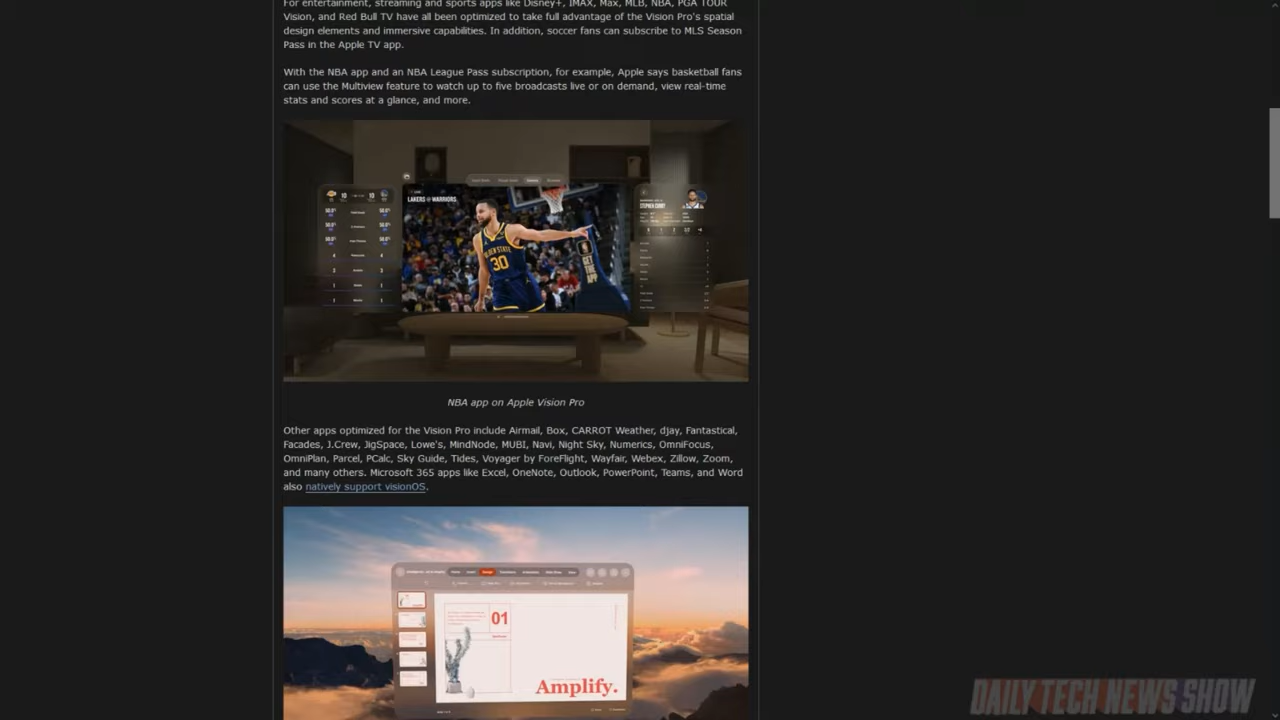 For entertainment, streaming and sports apps like Disney+, IMAX, Max, MLB, NBA, PGA TOUR
Vision, and Red Bull TV have all been optimized to take full advantage of the Vision Pro's spatial
design elements and immersive capabilities. In addition, soccer fans can subscribe to MLS Season
Pass in the Apple TV app.
With the NBA app and an NBA League Pass subscription, for example, Apple says basketball fans
can use the Multiview feature to watch up to five broadcasts live or on demand, view real-time
stats and scores at a glance, and more.
LAKERS @ WARRIORS
STEPHEN CURRY
GOLDEN STATE
30
GET
THE
APP
NBA app on Apple Vision Pro
Other apps optimized for the Vision Pro include Airmail, Box, CARROT Weather, djay, Fantastical,
Facades, J.Crew, JigSpace, Lowe's, MindNode, MUBI, Navi, Night Sky, Numerics, OmniFocus,
OmniPlan, Parcel, PCalc, Sky Guide, Tides, Voyager by ForeFlight, Wayfair, Webex, Zillow, Zoom,
and many others. Microsoft 365 apps like Excel, OneNote, Outlook, PowerPoint, Teams, and Word
also natively support visionOS.
01
Amplify.
DAILY TECH NEWS SHOW